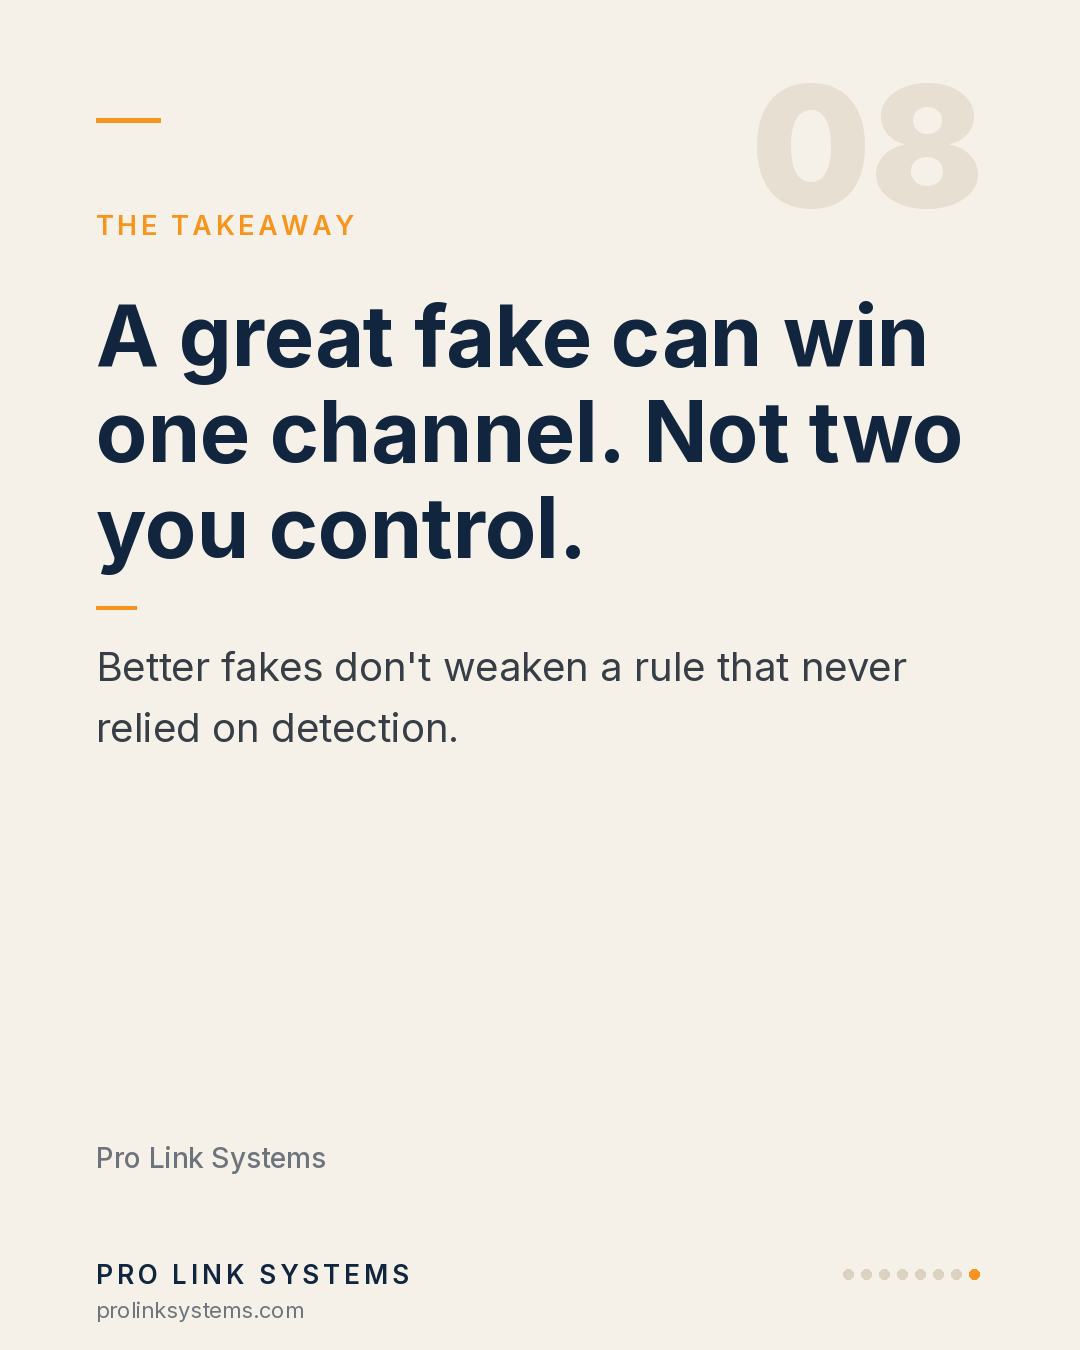 08
THE TAKEAWAY
A great fake can win
one channel. Not two
you control.
Better fakes don't weaken a rule that never
relied on detection.
Pro Link Systems
PRO LINK SYSTEMS
prolinksystems.com